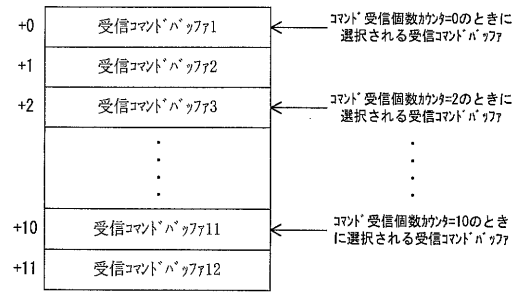 +0 受信ｺﾏﾝﾄﾞﾊﾞｯﾌｧ1
ｺﾏﾝﾄﾞ受信個数ｶｳﾝﾀ=0のときに
選択される受信ｺﾏﾝﾄﾞﾊﾞｯﾌｧ
+1 受信ｺﾏﾝﾄﾞﾊﾞｯﾌｧ2
+2 受信ｺﾏﾝﾄﾞﾊﾞｯﾌｧ3
ｺﾏﾝﾄﾞ受信個数ｶｳﾝﾀ=2のときに
選択される受信ｺﾏﾝﾄﾞﾊﾞｯﾌｧ
+10 受信ｺﾏﾝﾄﾞﾊﾞｯﾌｧ11
ｺﾏﾝﾄﾞ受信個数ｶｳﾝﾀ=10のとき
に選択される受信ｺﾏﾝﾄﾞﾊﾞｯﾌｧ
+11 受信ｺﾏﾝﾄﾞﾊﾞｯﾌｧ12